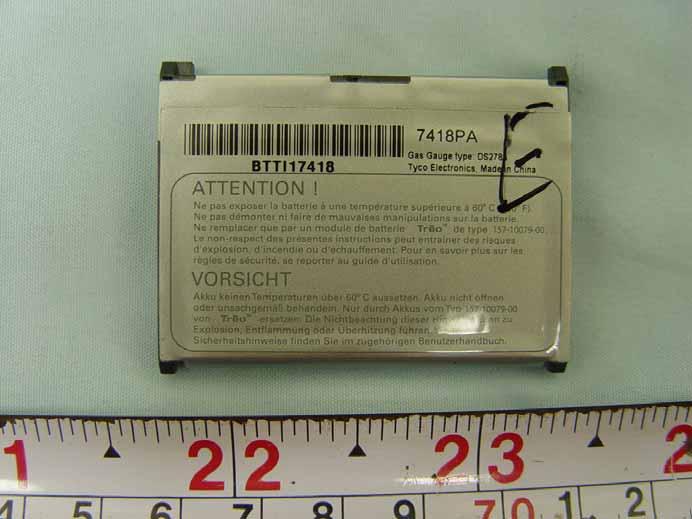 7418PA
BTTI17418
Gas Gauge type: DS278
Tyco Electronics, Made in China
E
ATTENTION !
Ne pas exposer la batterie à une température supérieure à 60° C F).
Ne pas démonter ni faire de mauvaises manipulations sur la batterie.
Ne remplacer que par un module de batterie Trēo™ de type 157-10079-00.
Le non-respect des présentes instructions peut entraîner des risques
d'explosion, d'incendie ou d'échauffement. Pour en savoir plus sur les
règles de sécurité, se reporter au guide d'utilisation.
VORSICHT
Akku keinen Temperaturen über 60° C aussetzen. Akku nicht öffnen
oder unsachgemäß behandeln. Nur durch Akkus vom Typ 157-10079-00
von Trēo™ ersetzen. Die Nichtbeachtung dieser zu
Explosion, Entflammung oder Überhitzung führen.
Sicherheitshinweise finden Sie im zugehörigen Benutzerhandbuch.
1 22 22 23 2
4 5 6 7 8 9 70 1 2